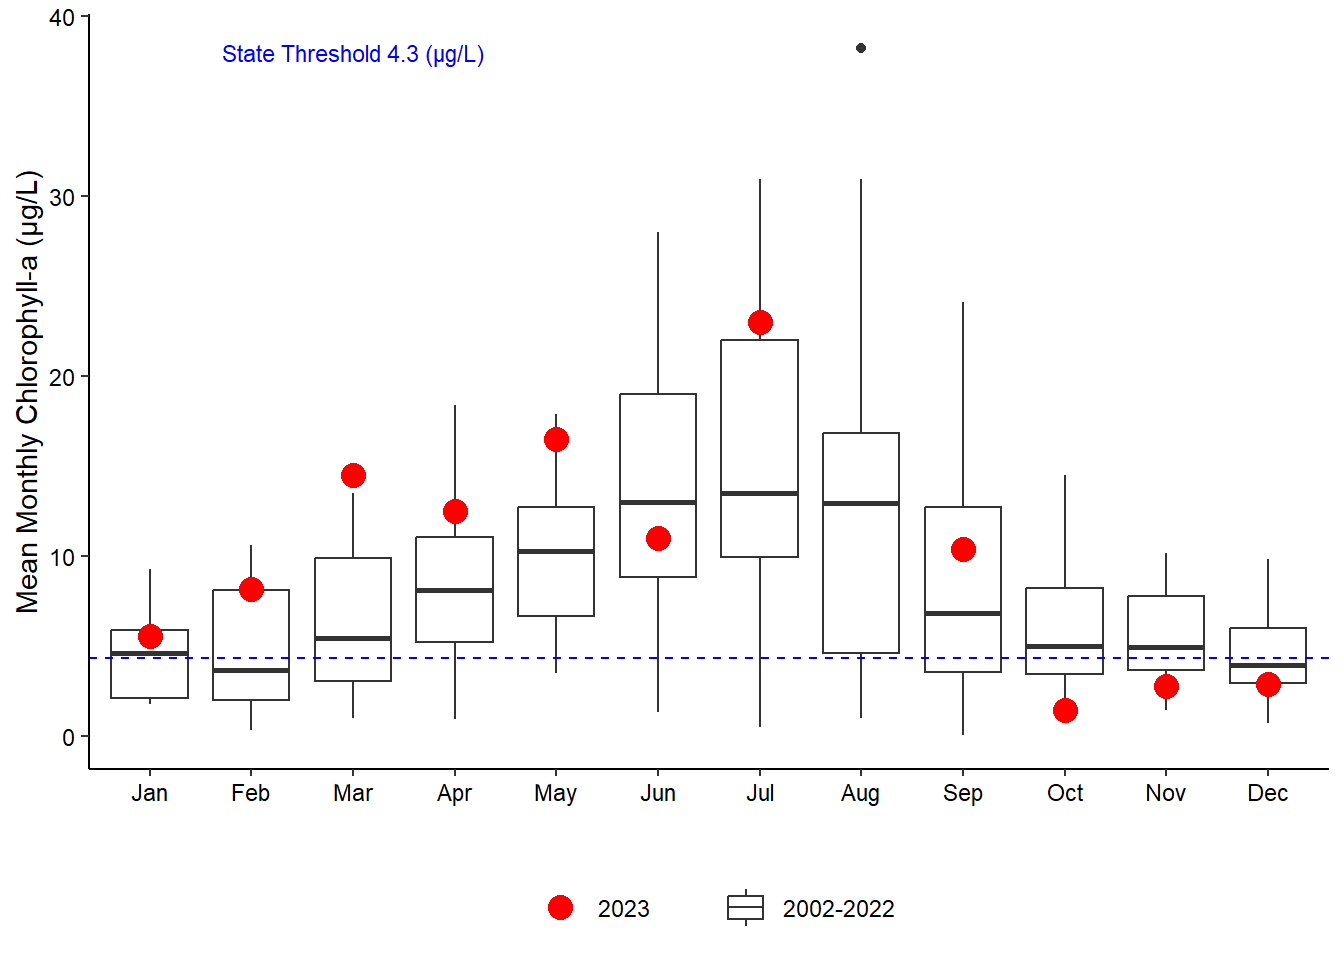 40
State Threshold 4.3 (µg/L)
30
20
10
0
Mean Monthly Chlorophyll-a (µg/L)
Jan Feb Mar Apr May Jun Jul Aug Sep Oct Nov Dec
2023 2002-2022